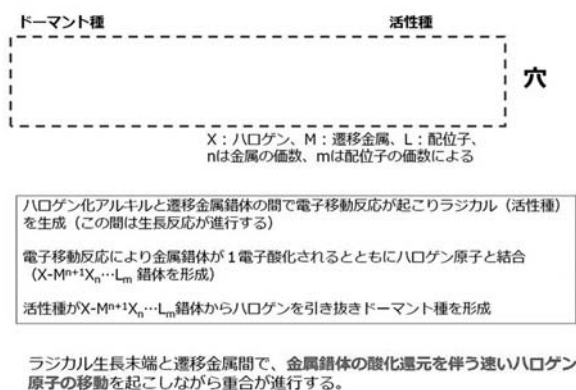 ドーマント種 活性種
穴
X：ハロゲン、M：遷移金属、L：配位子、
nは金属の価数、mは配位子の価数による
ハロゲン化アルキルと遷移金属錯体の間で電子移動反応が起こりラジカル（活性種）
を生成（この間は生長反応が進行する）
電子移動反応により金属錯体が１電子酸化されるとともにハロゲン原子と結合
（X-Mⁿ⁺¹Xₙ…Lₘ 錯体を形成）
活性種がX-Mⁿ⁺¹Xₙ…Lₘ錯体からハロゲンを引き抜きドーマント種を形成
ラジカル生長末端と遷移金属間で、金属錯体の酸化還元を伴う速いハロゲン
原子の移動を起こしながら重合が進行する。